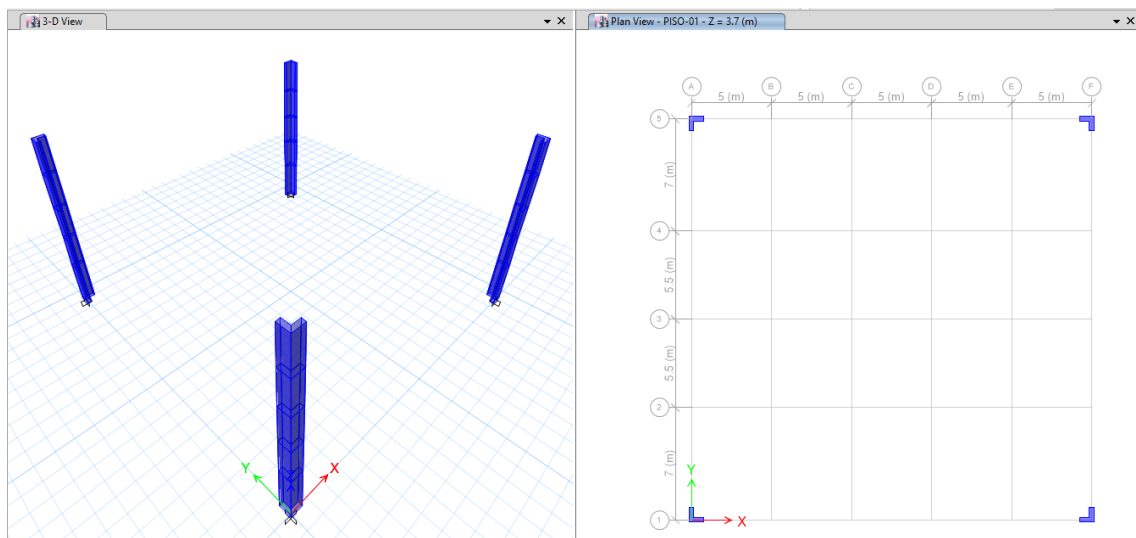 3-D View
Plan View - PISO-01 - Z = 3.7 (m)
A B C D E F
5 (m) 5 (m) 5 (m) 5 (m) 5 (m)
5
7 (m)
4
5.5 (m)
3
5.5 (m)
2
7 (m)
Y
1
X
Y
X